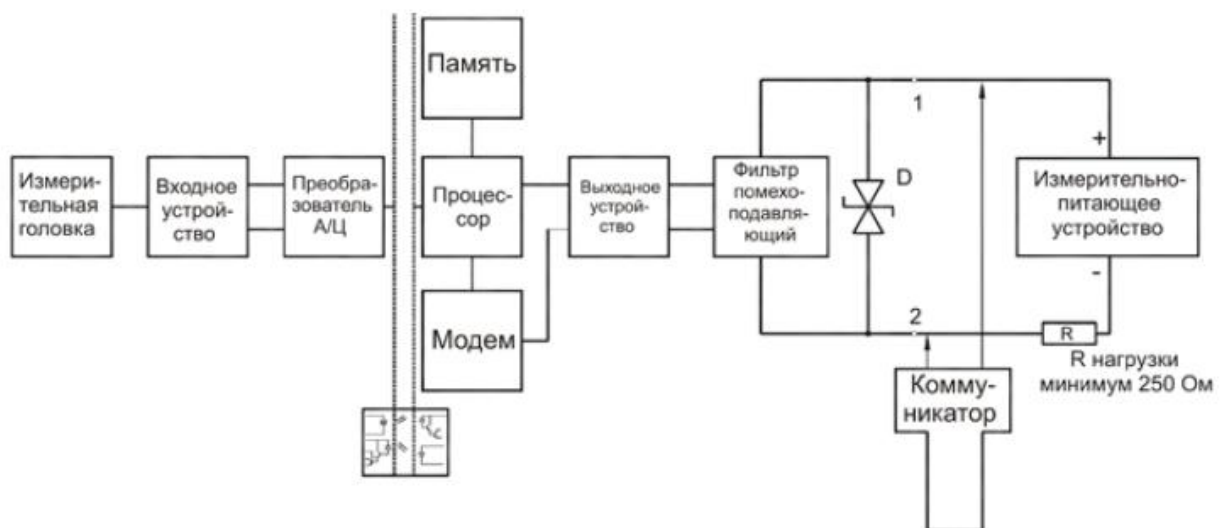 Память
Измери-
тельная
головка
Входное
устрой-
ство
Преобра-
зователь
А/Ц
Процес-
сор
Выходное
устрой-
ство
Фильтр
помехо-
подавля-
ющий
Модем
1
D
2
+
Измерительно-
питающее
устройство
-
R
R нагрузки
минимум 250 Ом
Комму-
никатор